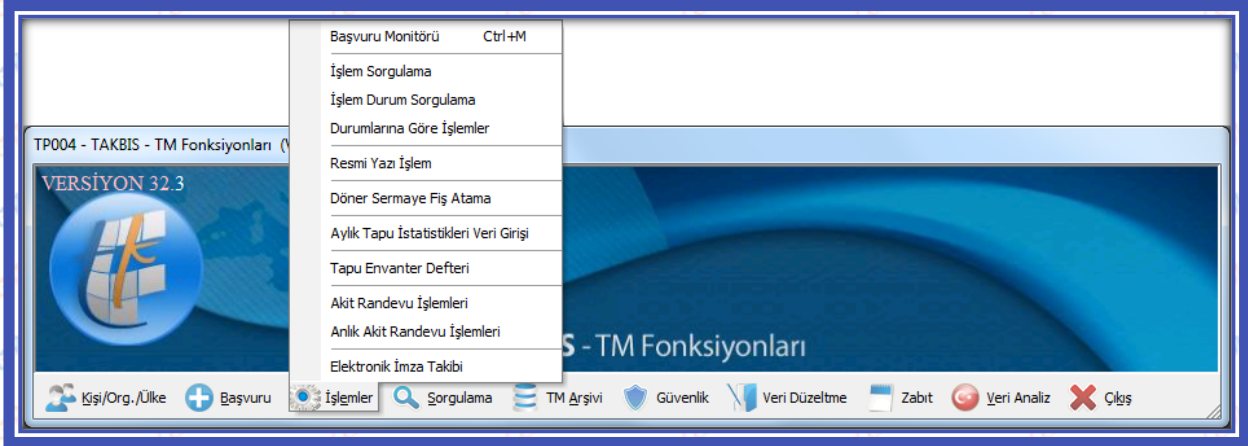 Başvuru Monitörü Ctrl+M
İşlem Sorgulama
İşlem Durum Sorgulama
Durumlarına Göre İşlemler
Resmi Yazı İşlem
Döner Sermaye Fiş Atama
Aylık Tapu İstatistikleri Veri Girişi
Tapu Envanter Defteri
Akit Randevu İşlemleri
Anlık Akit Randevu İşlemleri
Elektronik İmza Takibi
TP004 - TAKBIS - TM Fonksiyonları (V
VERSİYON 32.3
S - TM Fonksiyonları
Kişi/Org./Ülke Başvuru İşlemler Sorgulama TM Arşivi Güvenlik Veri Düzeltme Zabıt Veri Analiz Çıkış